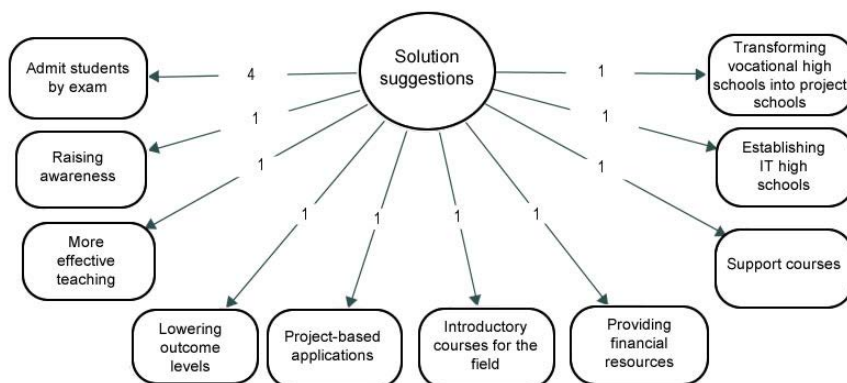 Solution
suggestions
Admit students
by exam
4
1
Transforming
vocational high
schools into project
schools
Raising
awareness
1
1
Establishing
IT high
schools
More
effective
teaching
1
1
Support courses
1
1
1
1
Lowering
outcome
levels
Project-based
applications
Introductory
courses for the
field
Providing
financial
resources